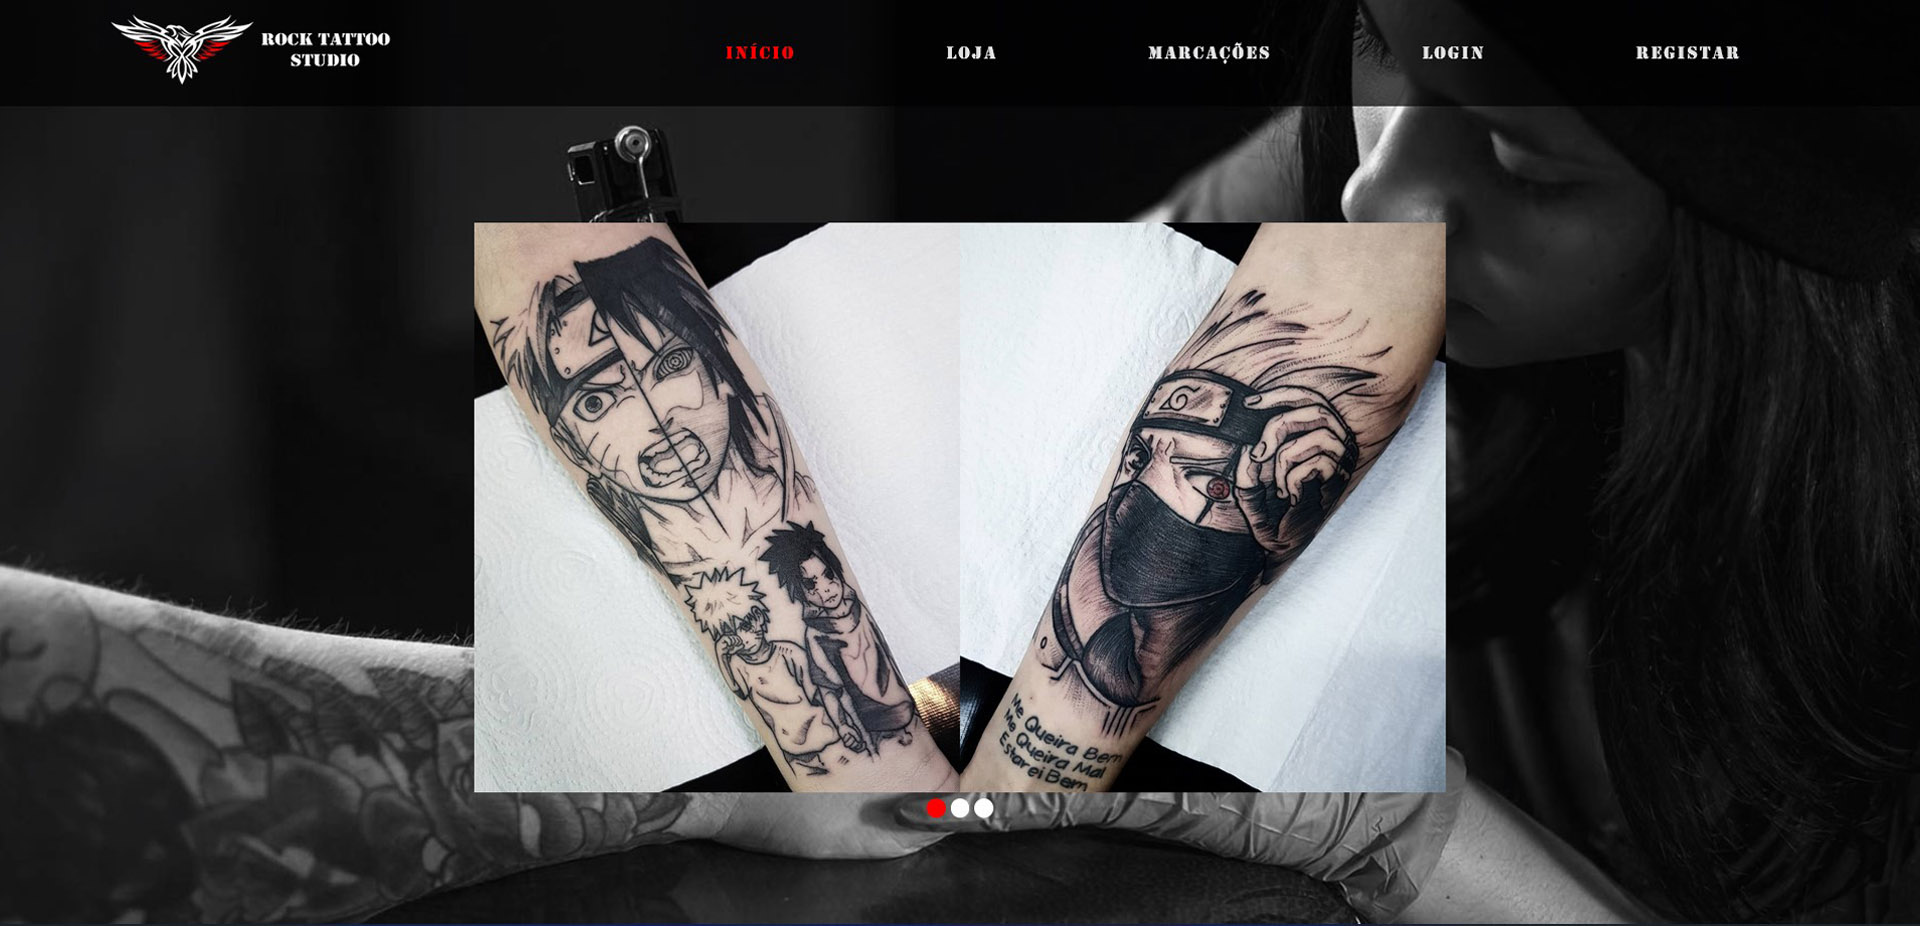 ROCK TATTOO
STUDIO
INÍCIO
LOJA
MARCAÇÕES
LOGIN
REGISTAR
Me Queira Bem
Me Queira Mal
Estarei Bem